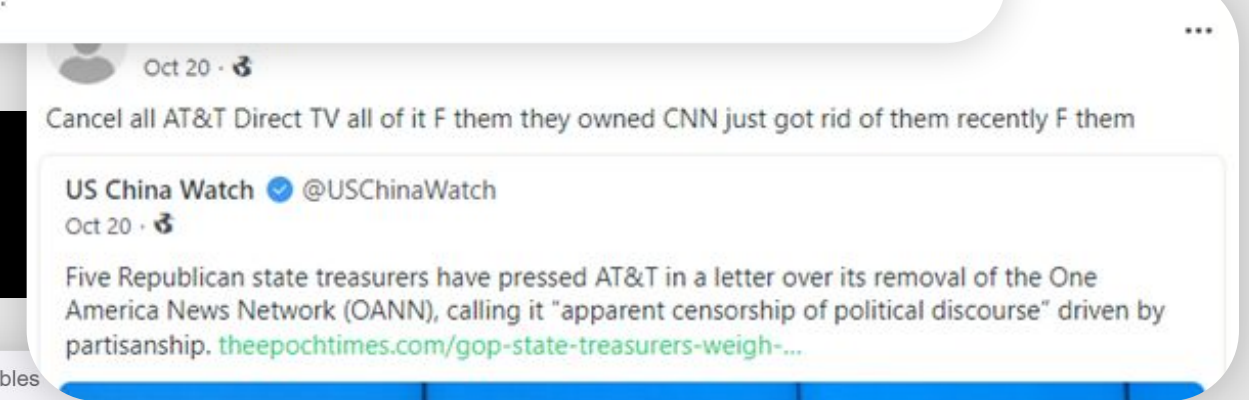 Oct 20 ·
Cancel all AT&T Direct TV all of it F them they owned CNN just got rid of them recently F them
US China Watch @USChinaWatch
Oct 20 ·
Five Republican state treasurers have pressed AT&T in a letter over its removal of the One
America News Network (OANN), calling it "apparent censorship of political discourse" driven by
partisanship. theepochtimes.com/gop-state-treasurers-weigh-...
bles